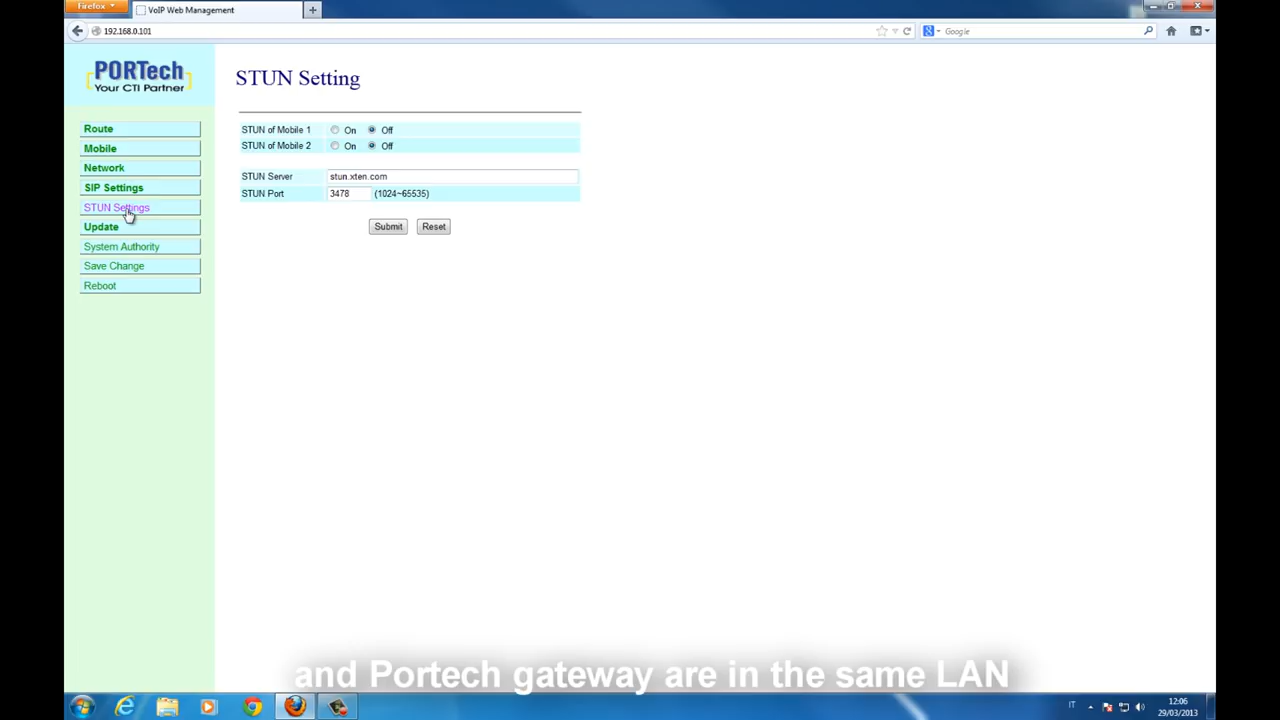 Firefox
VoIP Web Management
192.168.0.101
Google
PORTech
Your CTI Partner
Route
Mobile
Network
SIP Settings
STUN Settings
Update
System Authority
Save Change
Reboot
STUN Setting
STUN of Mobile 1 On Off
STUN of Mobile 2 On Off
STUN Server stun.xten.com
STUN Port 3478 (1024~65535)
Submit Reset
and Portech gateway are in the same LAN
IT
12:06
29/03/2013